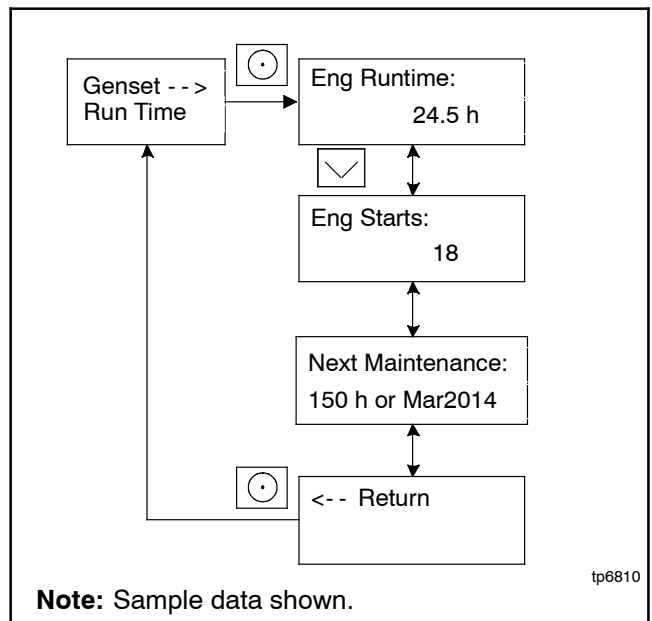 Genset - - >
Run Time
Eng Runtime:
24.5 h
Eng Starts:
18
Next Maintenance:
150 h or Mar2014
<- - Return
tp6810
Note: Sample data shown.